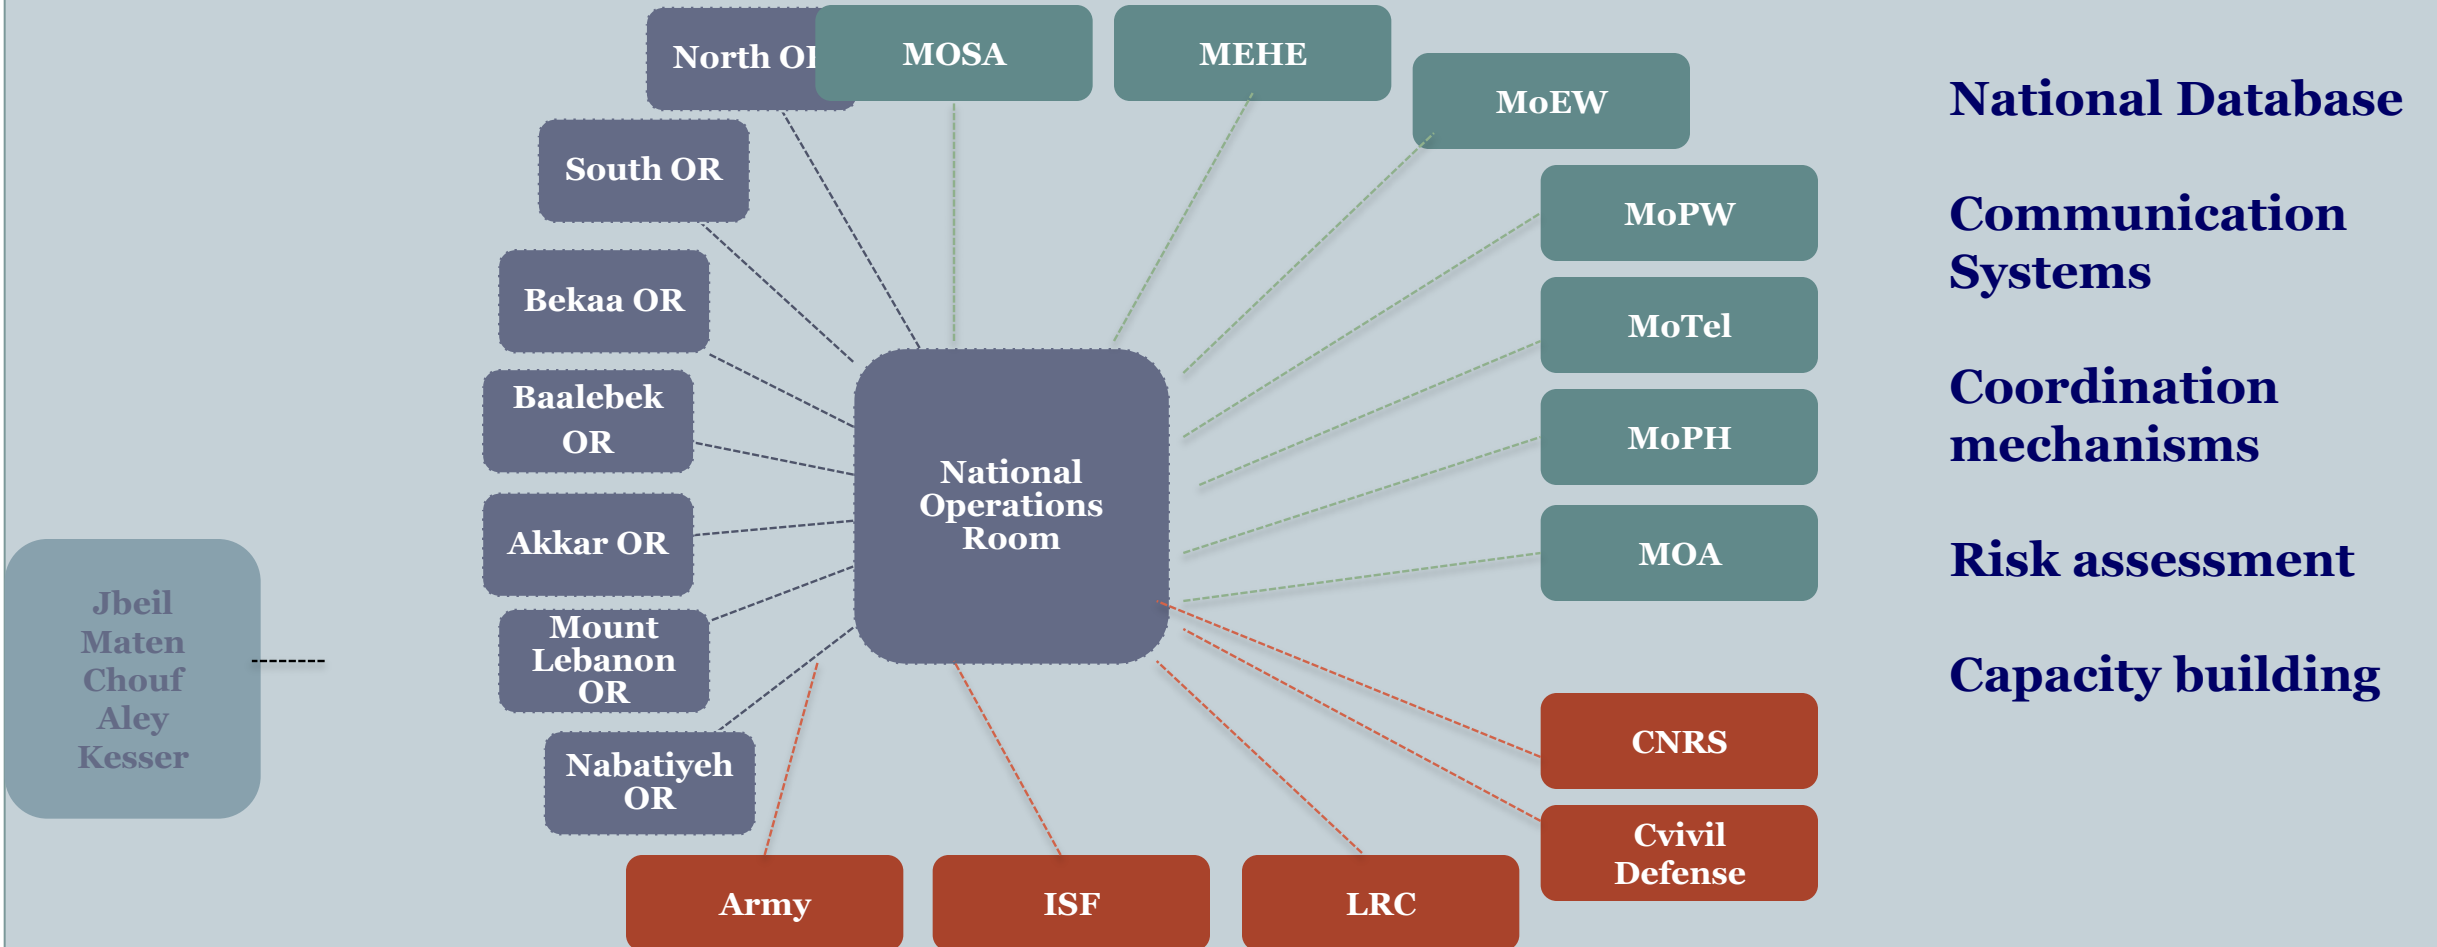 North OR
MOSA
MEHE
MoEW
South OR
MoPW
Bekaa OR
MoTel
Baalebek
OR
MoPH
National
Operations
Room
Akkar OR
MOA
Mount
Lebanon
OR
Nabatiyeh
OR
Jbeil
Maten
Chouf
Aley
Kesser
CNRS
Cvivil
Defense
Army
ISF
LRC
National Database
Communication
Systems
Coordination
mechanisms
Risk assessment
Capacity building